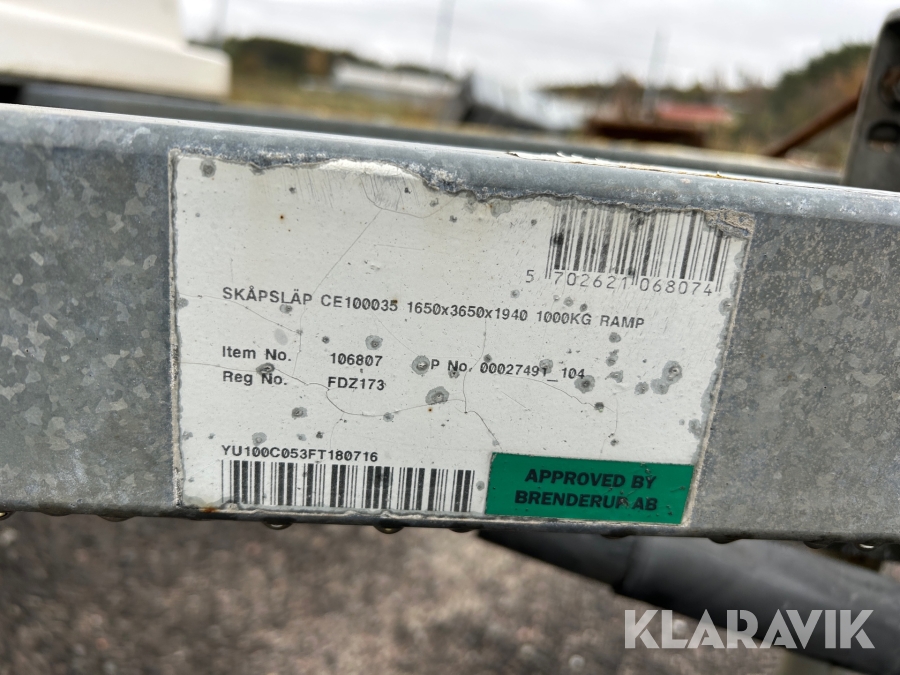 5 702621 068074
SKÅPSLÄP CE100035 1650x3650x1940 1000KG RAMP
Item No. 106807 P No. 00027491_104
Reg No. FDZ173
YU100C053FT180716
APPROVED BY
BRENDERUP AB
KLARAVIK